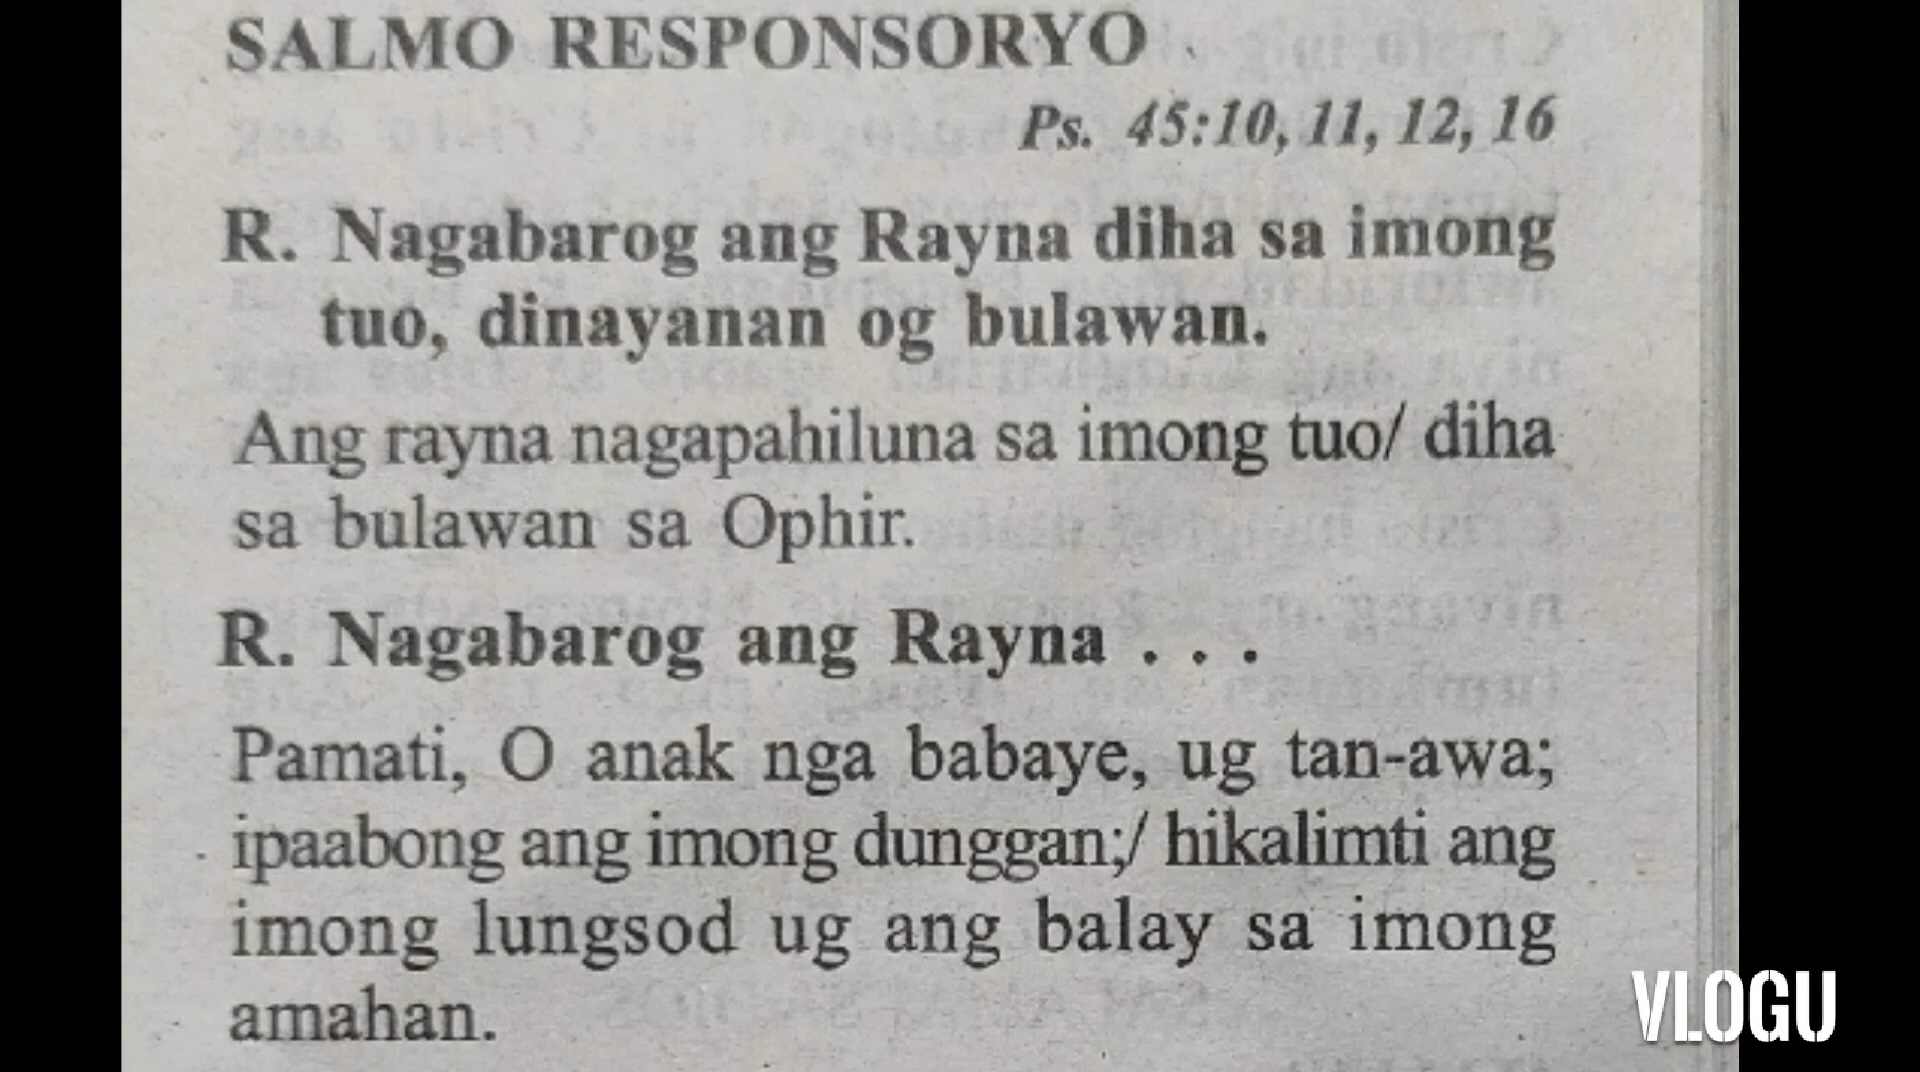 SALMO RESPONSORYO
Ps. 45:10, 11, 12, 16
R. Nagabarog ang Rayna diha sa imong
tuo, dinayanan og bulawan.
Ang rayna nagapahiluna sa imong tuo/ diha
sa bulawan sa Ophir.
R. Nagabarog ang Rayna . . .
Pamati, O anak nga babaye, ug tan-awa;
ipaabong ang imong dunggan;/ hikalimti ang
imong lungsod ug ang balay sa imong
amahan.
VLOGU